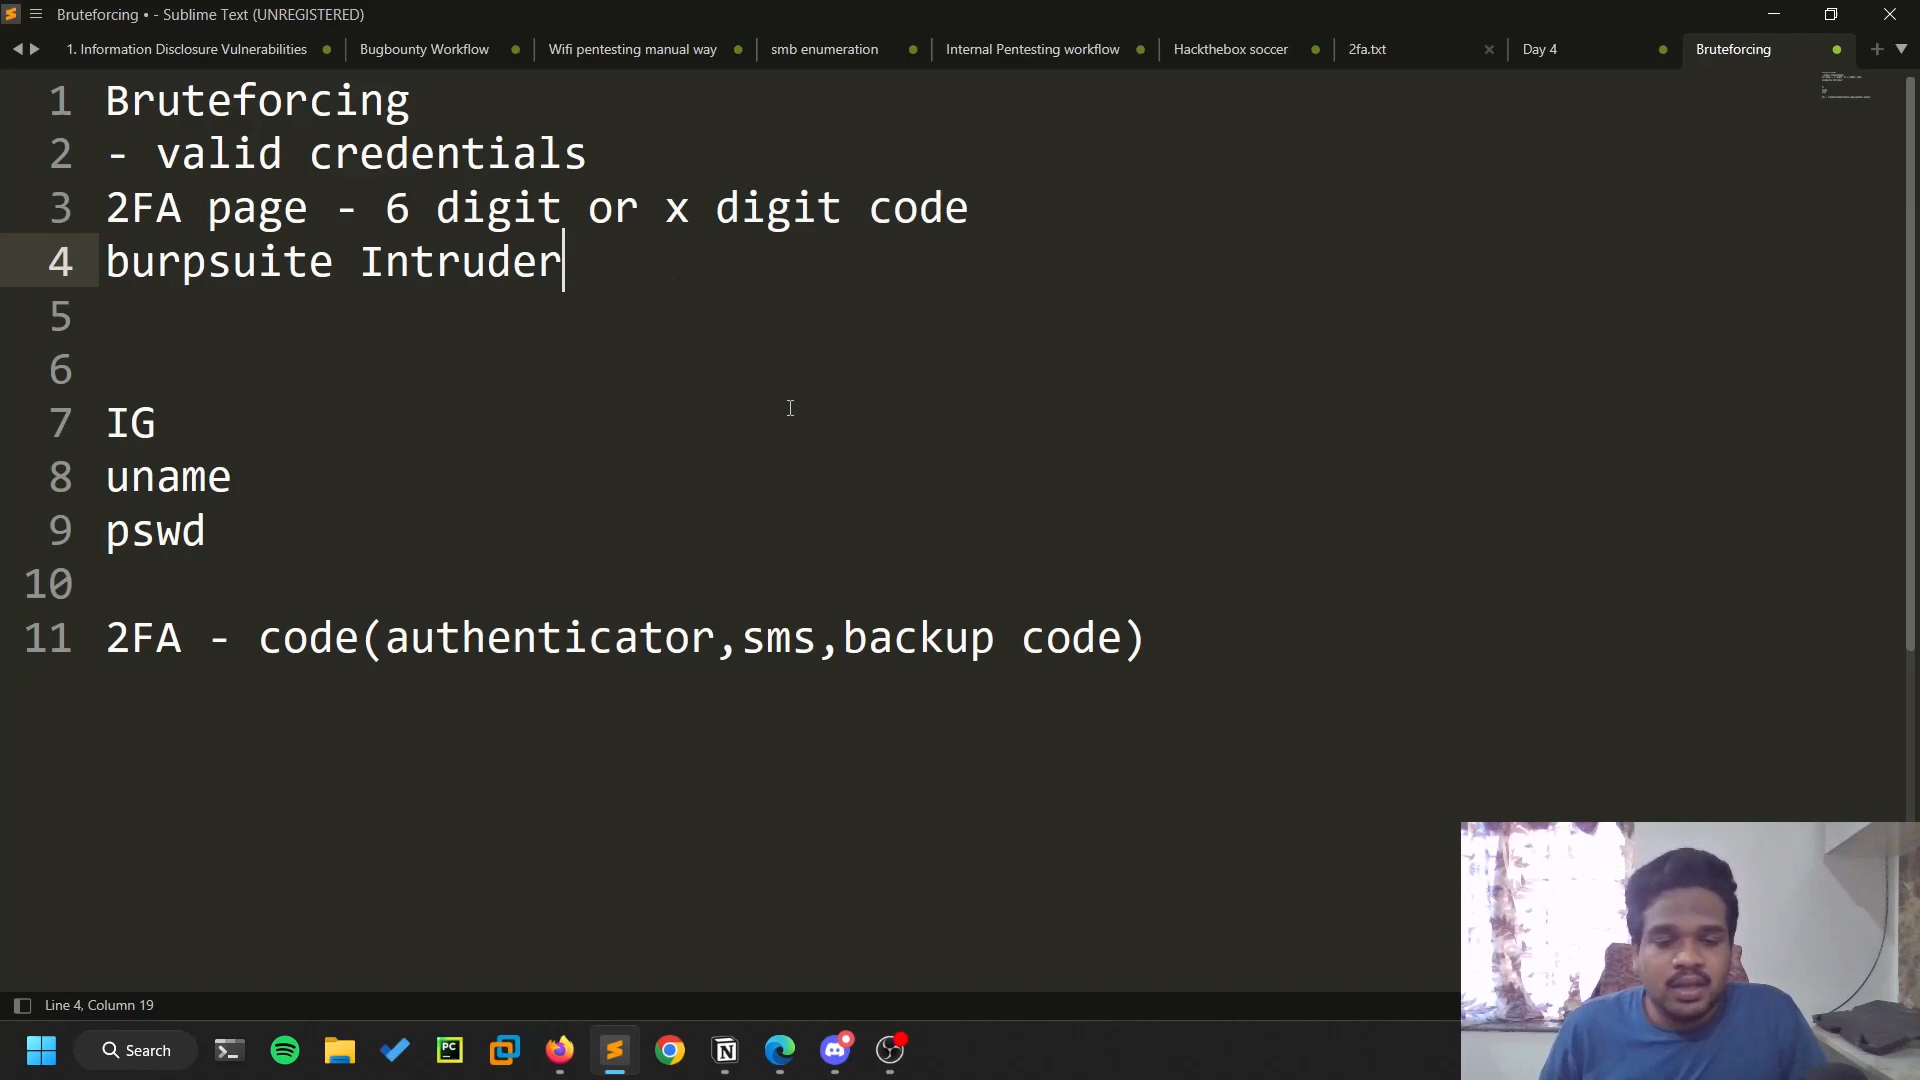 Bruteforcing • - Sublime Text (UNREGISTERED)
1. Information Disclosure Vulnerabilities
Bugbounty Workflow
Wifi pentesting manual way
smb enumeration
Internal Pentesting workflow
Hackthebox soccer
2fa.txt
Day 4
Bruteforcing
1 Bruteforcing
2 - valid credentials
3 2FA page - 6 digit or x digit code
4 burpsuite Intruder
5
6
7 IG
8 uname
9 pswd
10
11 2FA - code(authenticator,sms,backup code)
Line 4, Column 19
Search